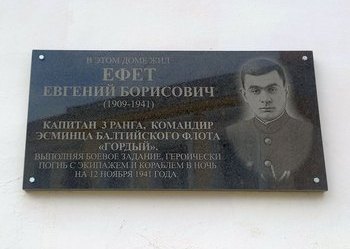 В ЭТОМ ДОМЕ ЖИЛ
ЕФЕТ
ЕВГЕНИЙ БОРИСОВИЧ
(1909-1941)
КАПИТАН 3 РАНГА, КОМАНДИР
ЭСМИНЦА БАЛТИЙСКОГО ФЛОТА
«ГОРДЫЙ».
ВЫПОЛНЯЯ БОЕВОЕ ЗАДАНИЕ, ГЕРОИЧЕСКИ
ПОГИБ С ЭКИПАЖЕМ И КОРАБЛЕМ В НОЧЬ
НА 12 НОЯБРЯ 1941 ГОДА